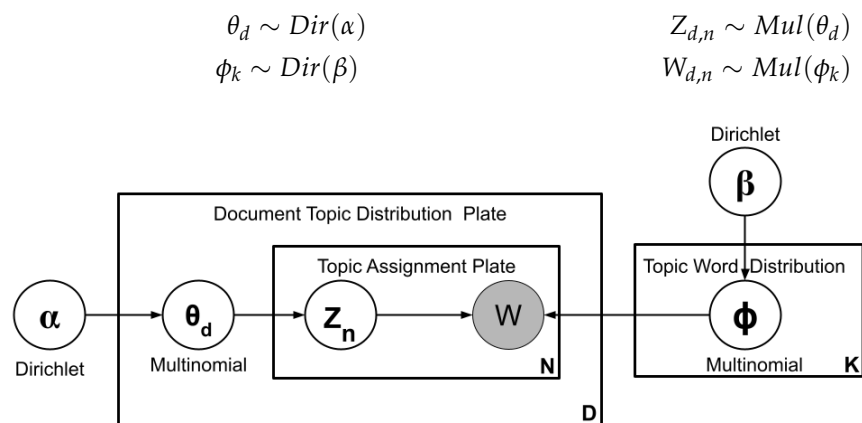 θ_d ∼ Dir(α) Z_{d,n} ∼ Mul(θ_d)
ϕ_k ∼ Dir(β) W_{d,n} ∼ Mul(ϕ_k)
Dirichlet
β
Document Topic Distribution Plate
Topic Assignment Plate
Topic Word Distribution
α
θ_d
Z_n
W
ϕ
Dirichlet
Multinomial
Multinomial
N
K
D